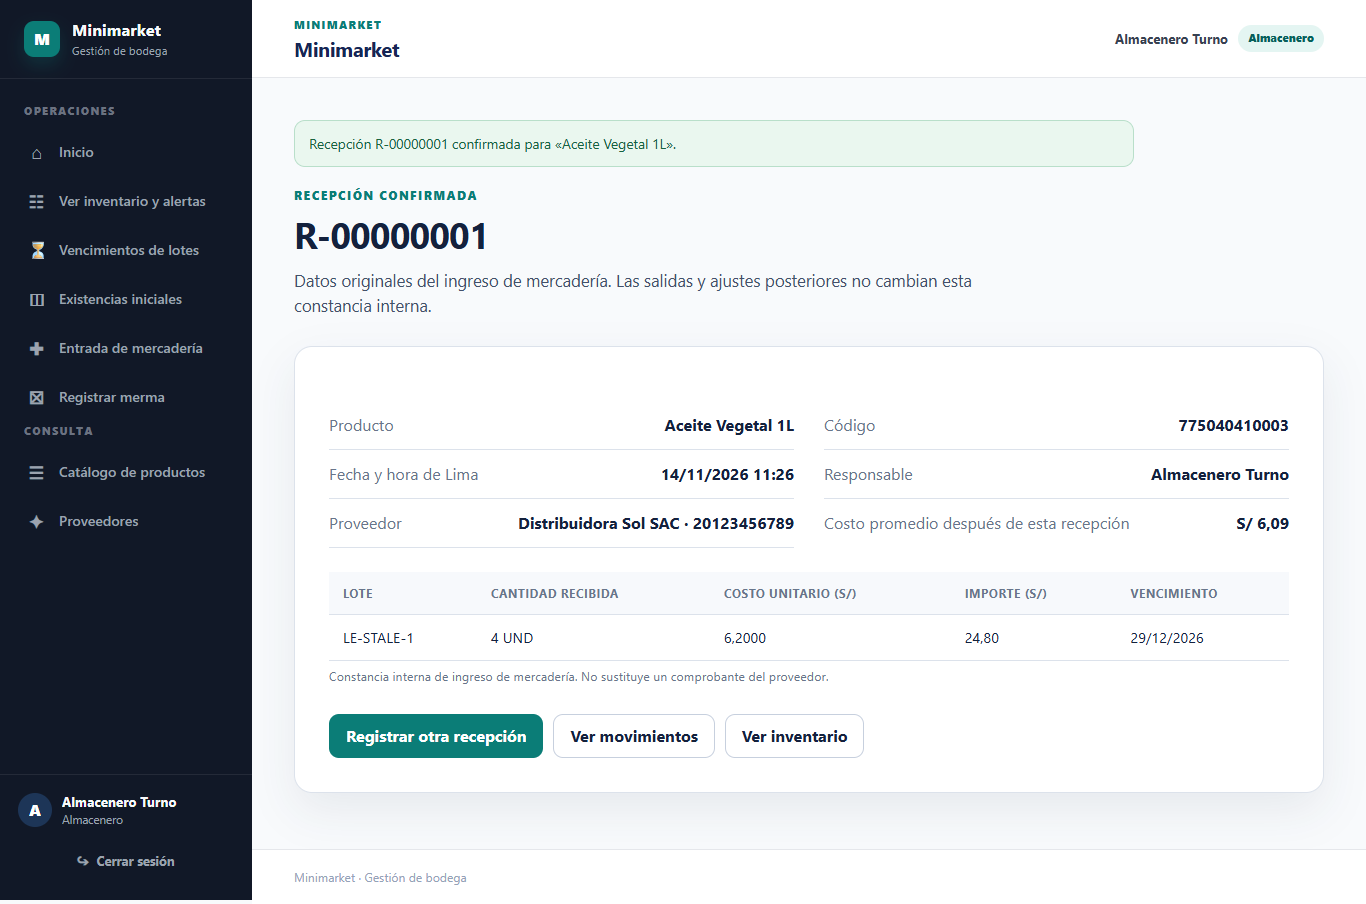 M
Minimarket
Gestión de bodega
OPERACIONES
Inicio
Ver inventario y alertas
Vencimientos de lotes
Existencias iniciales
Entrada de mercadería
Registrar merma
CONSULTA
Catálogo de productos
Proveedores
A
Almacenero Turno
Almacenero
Cerrar sesión
MINIMARKET
Minimarket
Almacenero Turno
Almacenero
Recepción R-00000001 confirmada para «Aceite Vegetal 1L».
RECEPCIÓN CONFIRMADA
R-00000001
Datos originales del ingreso de mercadería. Las salidas y ajustes posteriores no cambian esta
constancia interna.
Producto Aceite Vegetal 1L Código 775040410003
Fecha y hora de Lima 14/11/2026 11:26 Responsable Almacenero Turno
Proveedor Distribuidora Sol SAC · 20123456789 Costo promedio después de esta recepción S/ 6,09
LOTE CANTIDAD RECIBIDA COSTO UNITARIO (S/) IMPORTE (S/) VENCIMIENTO
LE-STALE-1 4 UND 6,2000 24,80 29/12/2026
Constancia interna de ingreso de mercadería. No sustituye un comprobante del proveedor.
Registrar otra recepción Ver movimientos Ver inventario
Minimarket · Gestión de bodega